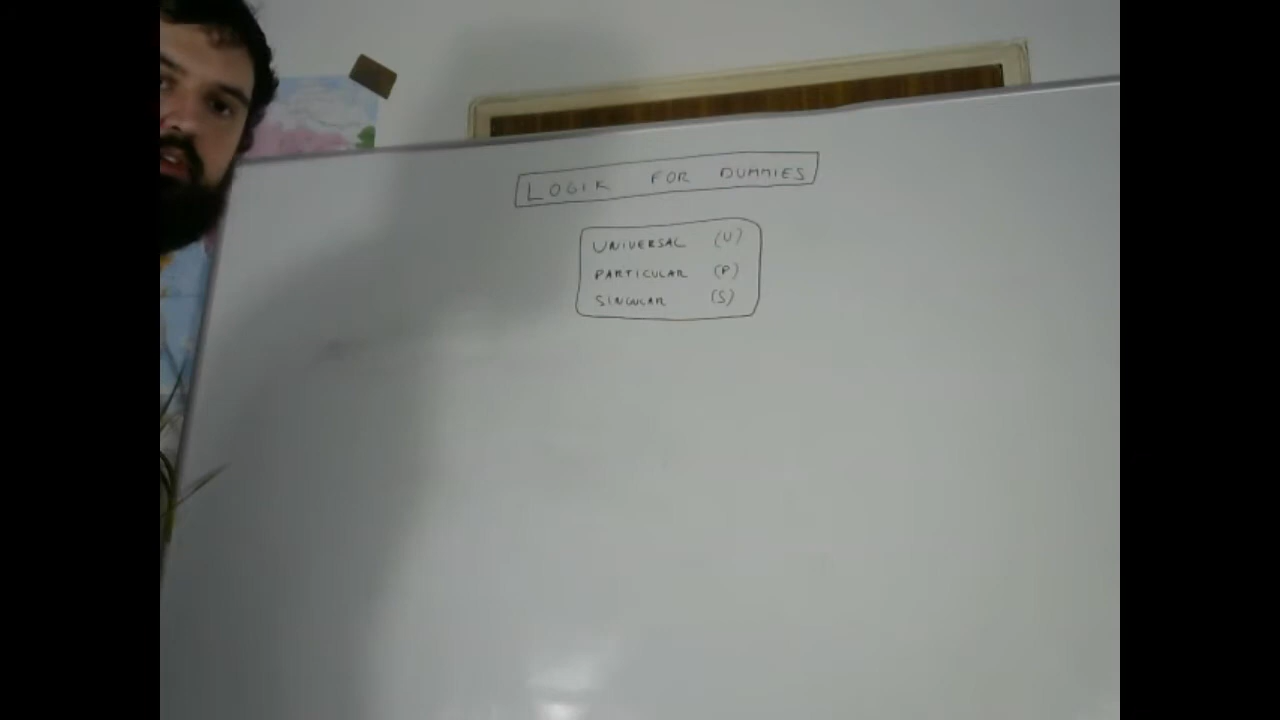 LOGIK FOR DUMMIES
UNIVERSAL (U)
PARTICULAR (P)
SINGULAR (S)